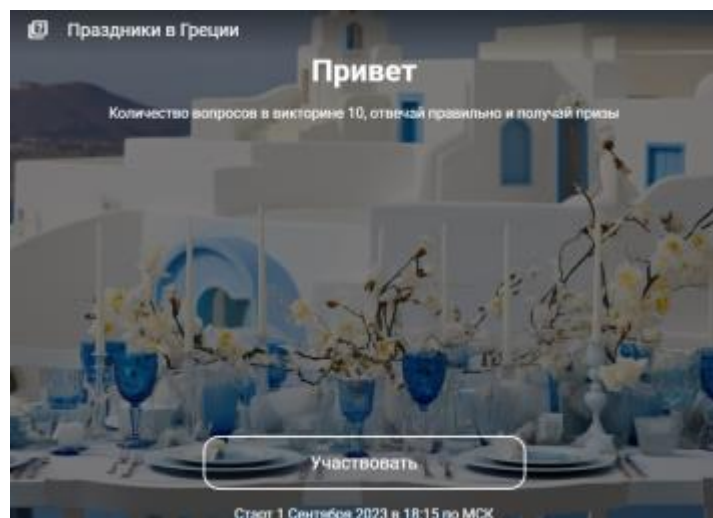 Праздники в Греции
Привет
Количество вопросов в викторине 10, отвечай правильно и получай призы
Участвовать
Старт 1 Сентября 2023 в 18:15 по МСК